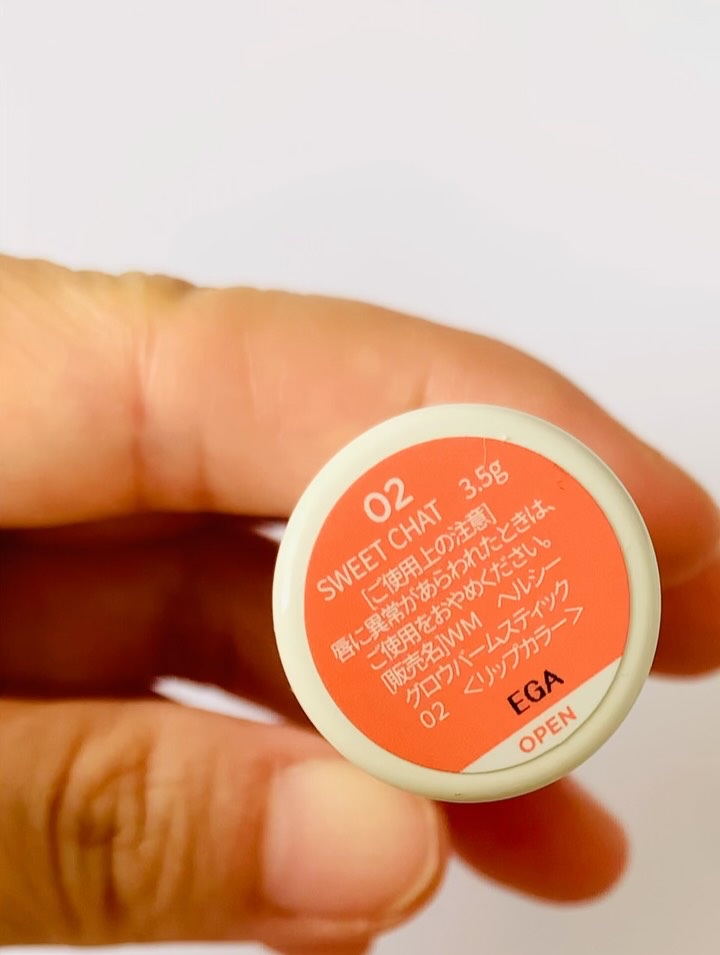 02
SWEET CHAT 3.5g
[ご使用上の注意]
唇に異常があらわれたときは、
ご使用をおやめください。
[販売名]WM ヘルシー
グロウバームスティック
02 <リップカラー>
EGA
OPEN